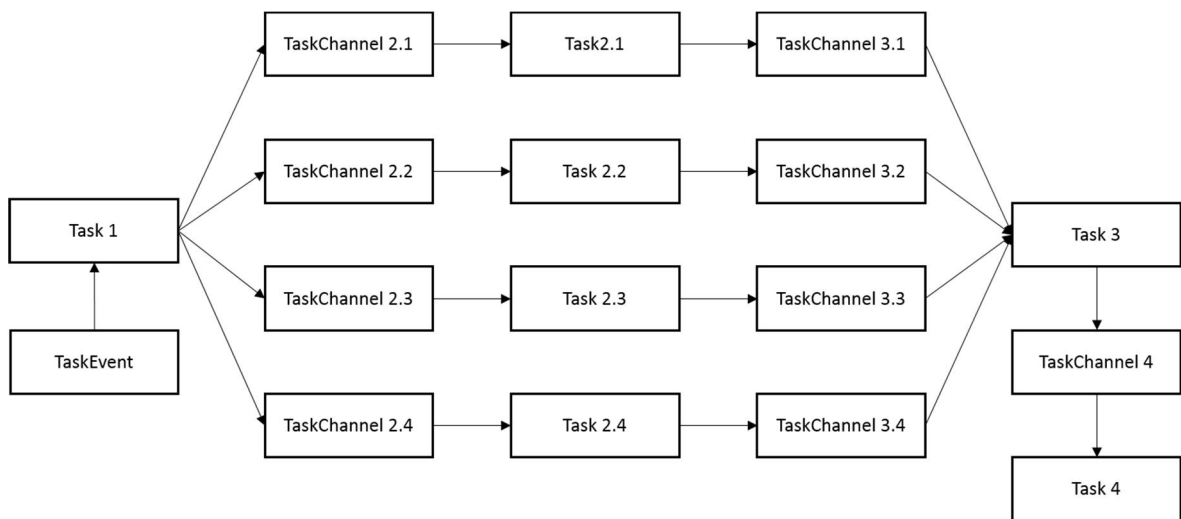 TaskChannel 2.1
Task2.1
TaskChannel 3.1
TaskChannel 2.2
Task 2.2
TaskChannel 3.2
Task 1
Task 3
TaskChannel 2.3
Task 2.3
TaskChannel 3.3
TaskEvent
TaskChannel 4
TaskChannel 2.4
Task 2.4
TaskChannel 3.4
Task 4